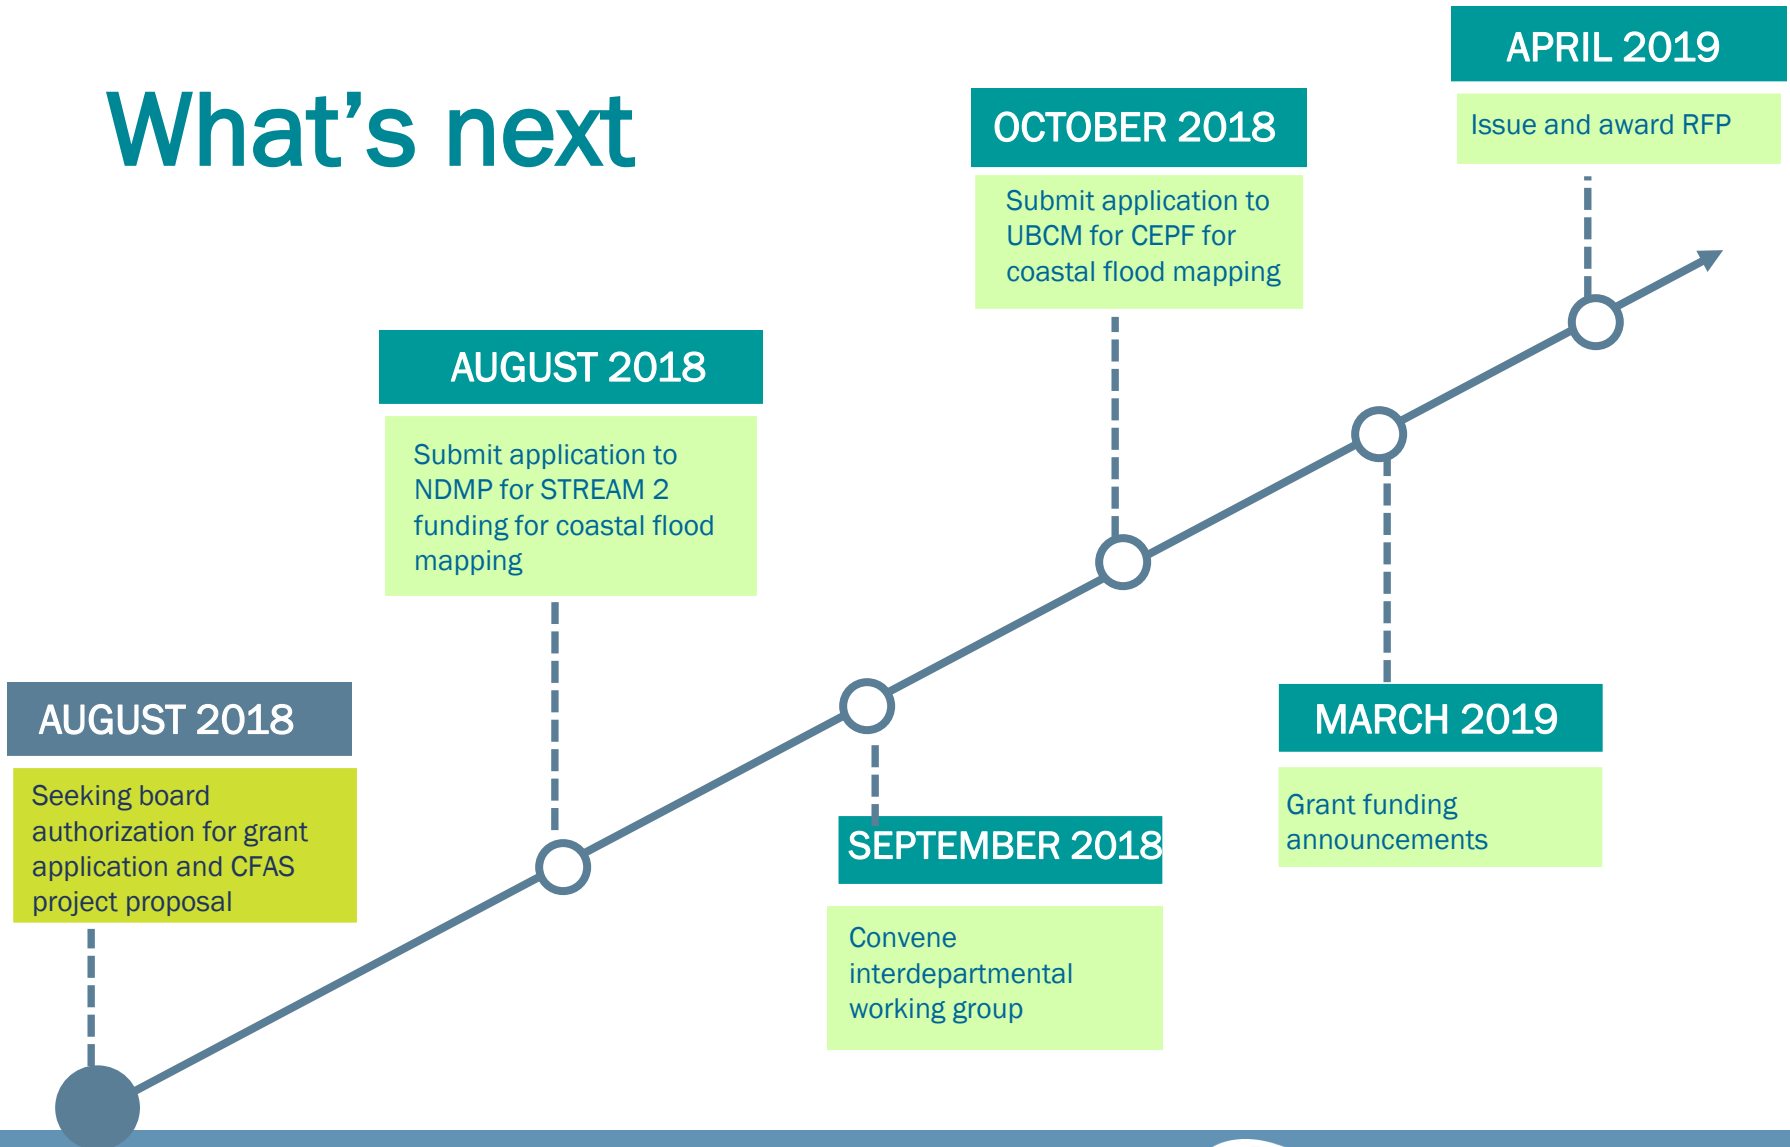 What's next
AUGUST 2018
Seeking board
authorization for grant
application and CFAS
project proposal
AUGUST 2018
Submit application to
NDMP for STREAM 2
funding for coastal flood
mapping
SEPTEMBER 2018
Convene
interdepartmental
working group
OCTOBER 2018
Submit application to
UBCM for CEPF for
coastal flood mapping
MARCH 2019
Grant funding
announcements
APRIL 2019
Issue and award RFP